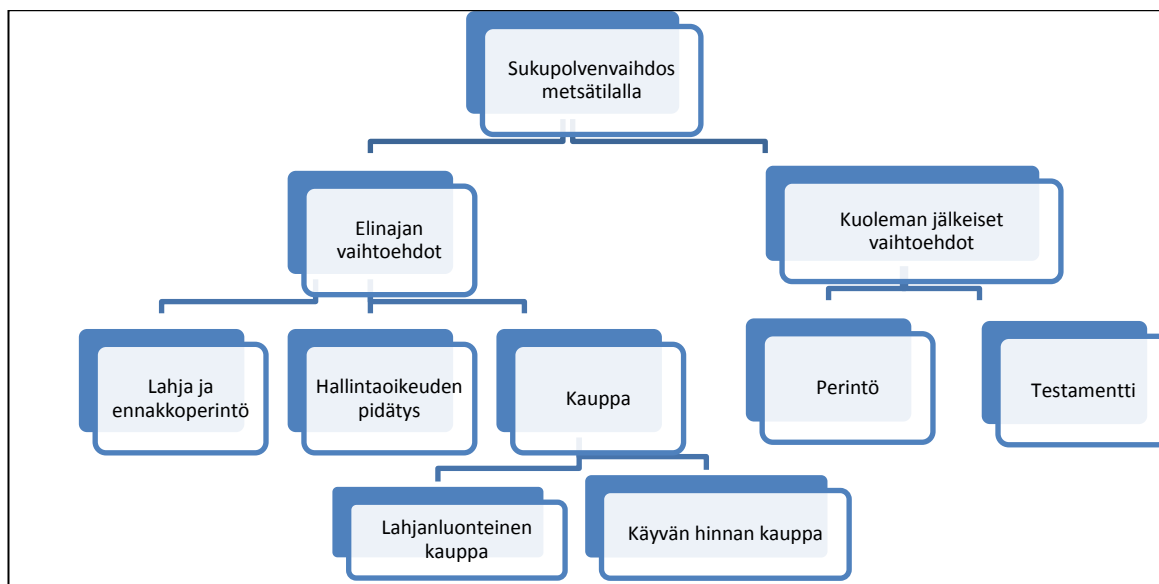 Sukupolvenvaihdos
metsätilalla
Elinajan
vaihtoehdot
Kuoleman jälkeiset
vaihtoehdot
Lahja ja
ennakkoperintö
Hallintaoikeuden
pidätys
Kauppa
Perintö
Testamentti
Lahjanluonteinen
kauppa
Käyvän hinnan kauppa